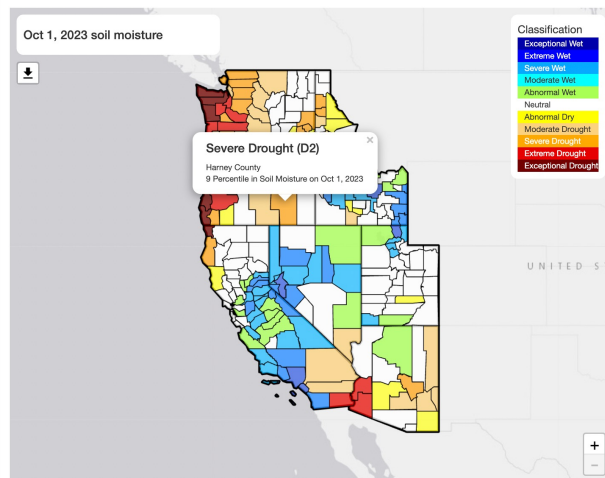 Oct 1, 2023 soil moisture
Classification
Exceptional Wet
Extreme Wet
Severe Wet
Moderate Wet
Abnormal Wet
Neutral
Abnormal Dry
Moderate Drought
Severe Drought
Extreme Drought
Exceptional Drought
×
Severe Drought (D2)
Harney County
9 Percentile in Soil Moisture on Oct 1, 2023
UNITED S
+
−